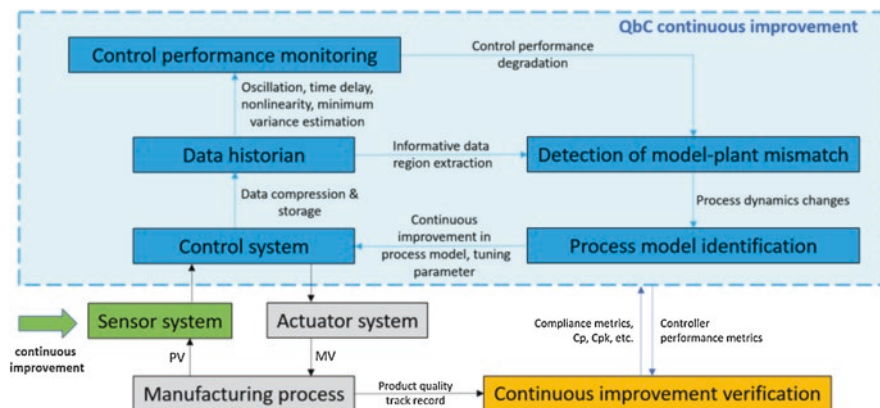 QbC continuous improvement
Control performance monitoring
Control performance
degradation
Oscillation, time delay,
nonlinearity, minimum
variance estimation
Data historian
Informative data
region extraction
Detection of model-plant mismatch
Data compression &
storage
Process dynamics changes
Continuous
improvement in
process model, tuning
parameter
Control system
Process model identification
Sensor system
Actuator system
continuous
improvement
PV
MV
Compliance metrics,
Cp, Cpk, etc.
Controller
performance metrics
Manufacturing process
Product quality
track record
Continuous improvement verification